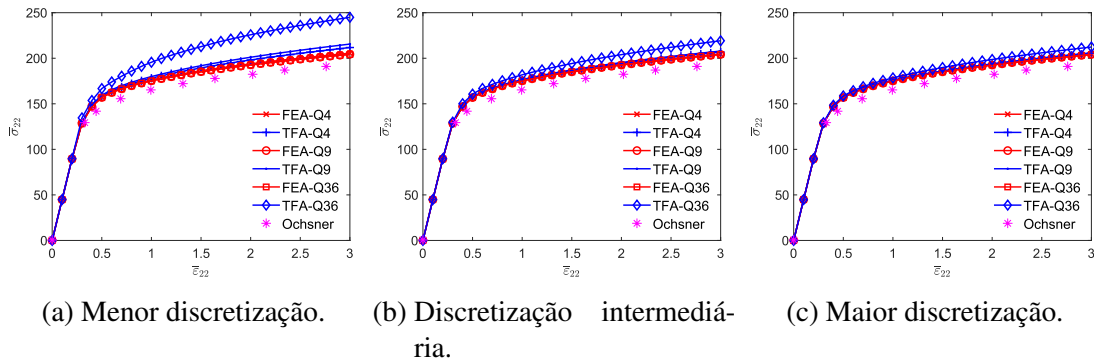 250
200
150
100
50
0
σ̅₂₂
FEA-Q4
TFA-Q4
FEA-Q9
TFA-Q9
FEA-Q36
TFA-Q36
Ochsner
0 0.5 1 1.5 2 2.5 3
ε̅₂₂
(a) Menor discretização.
250
200
150
100
50
0
σ̅₂₂
FEA-Q4
TFA-Q4
FEA-Q9
TFA-Q9
FEA-Q36
TFA-Q36
Ochsner
0 0.5 1 1.5 2 2.5 3
ε̅₂₂
(b) Discretização intermediá-
ria.
250
200
150
100
50
0
σ̅₂₂
FEA-Q4
TFA-Q4
FEA-Q9
TFA-Q9
FEA-Q36
TFA-Q36
Ochsner
0 0.5 1 1.5 2 2.5 3
ε̅₂₂
(c) Maior discretização.